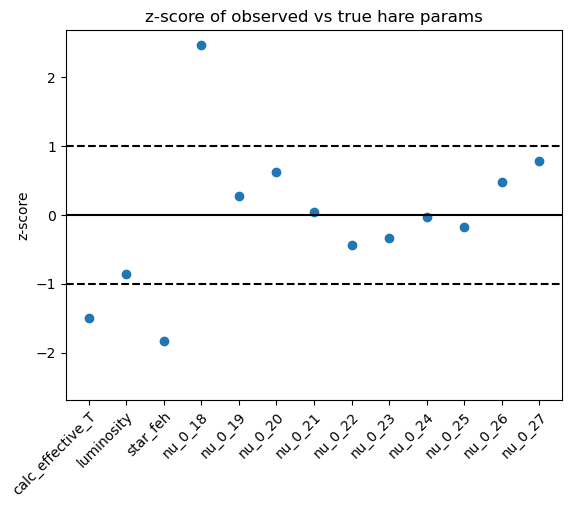 z-score of observed vs true hare params
z-score
2
1
0
−1
−2
calc_effective_T
luminosity
star_feh
nu_0_18
nu_0_19
nu_0_20
nu_0_21
nu_0_22
nu_0_23
nu_0_24
nu_0_25
nu_0_26
nu_0_27